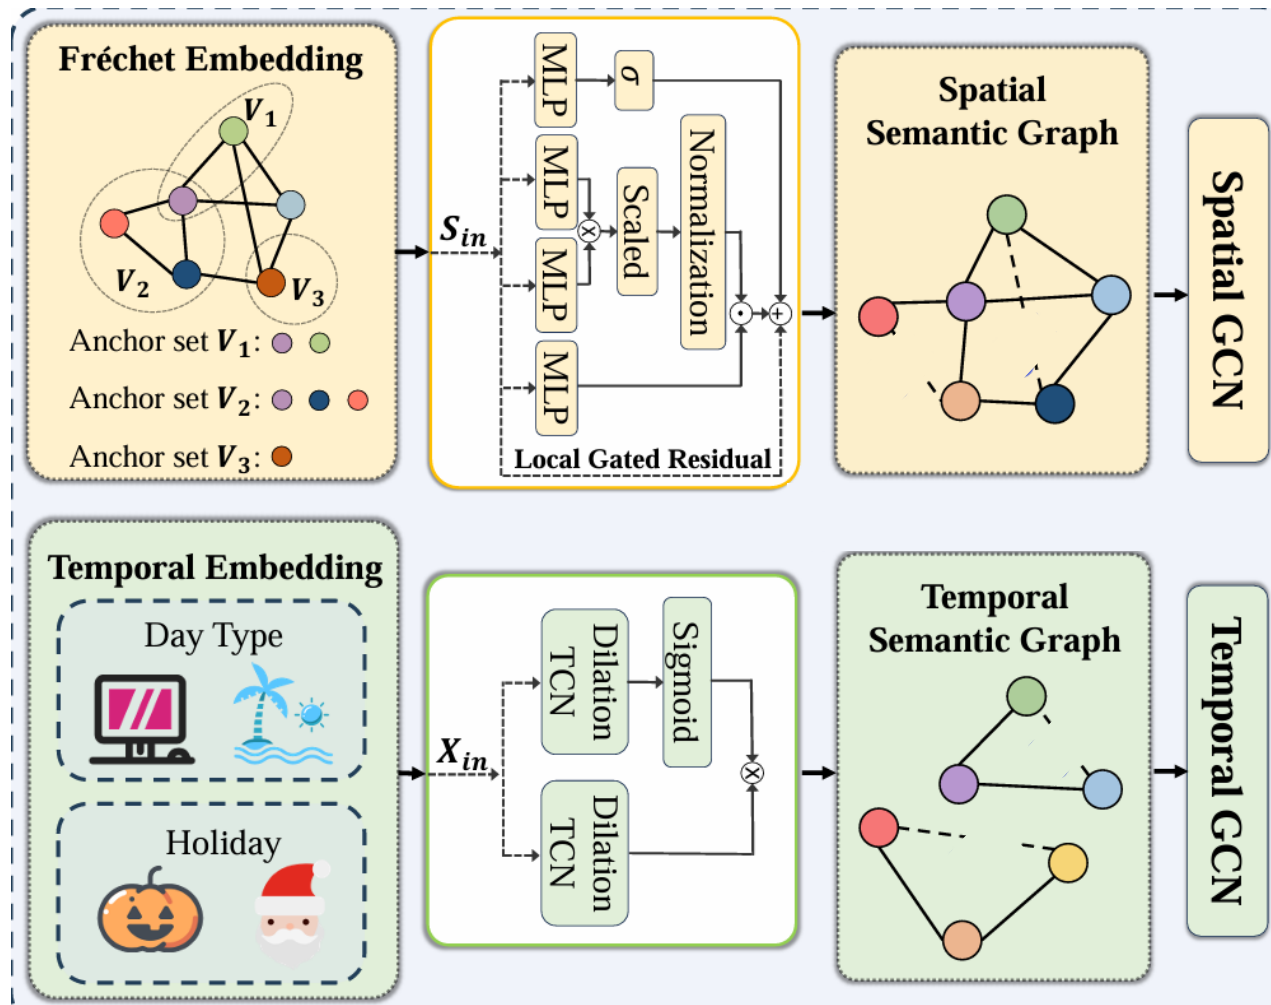 Fréchet Embedding
V1
V2
V3
Anchor set V1:
Anchor set V2:
Anchor set V3:
Sin
MLP
σ
MLP
MLP
Scaled
Normalization
MLP
Local Gated Residual
Spatial
Semantic Graph
Spatial GCN
Temporal Embedding
Day Type
Holiday
Xin
Dilation
TCN
Sigmoid
Dilation
TCN
Temporal
Semantic Graph
Temporal GCN